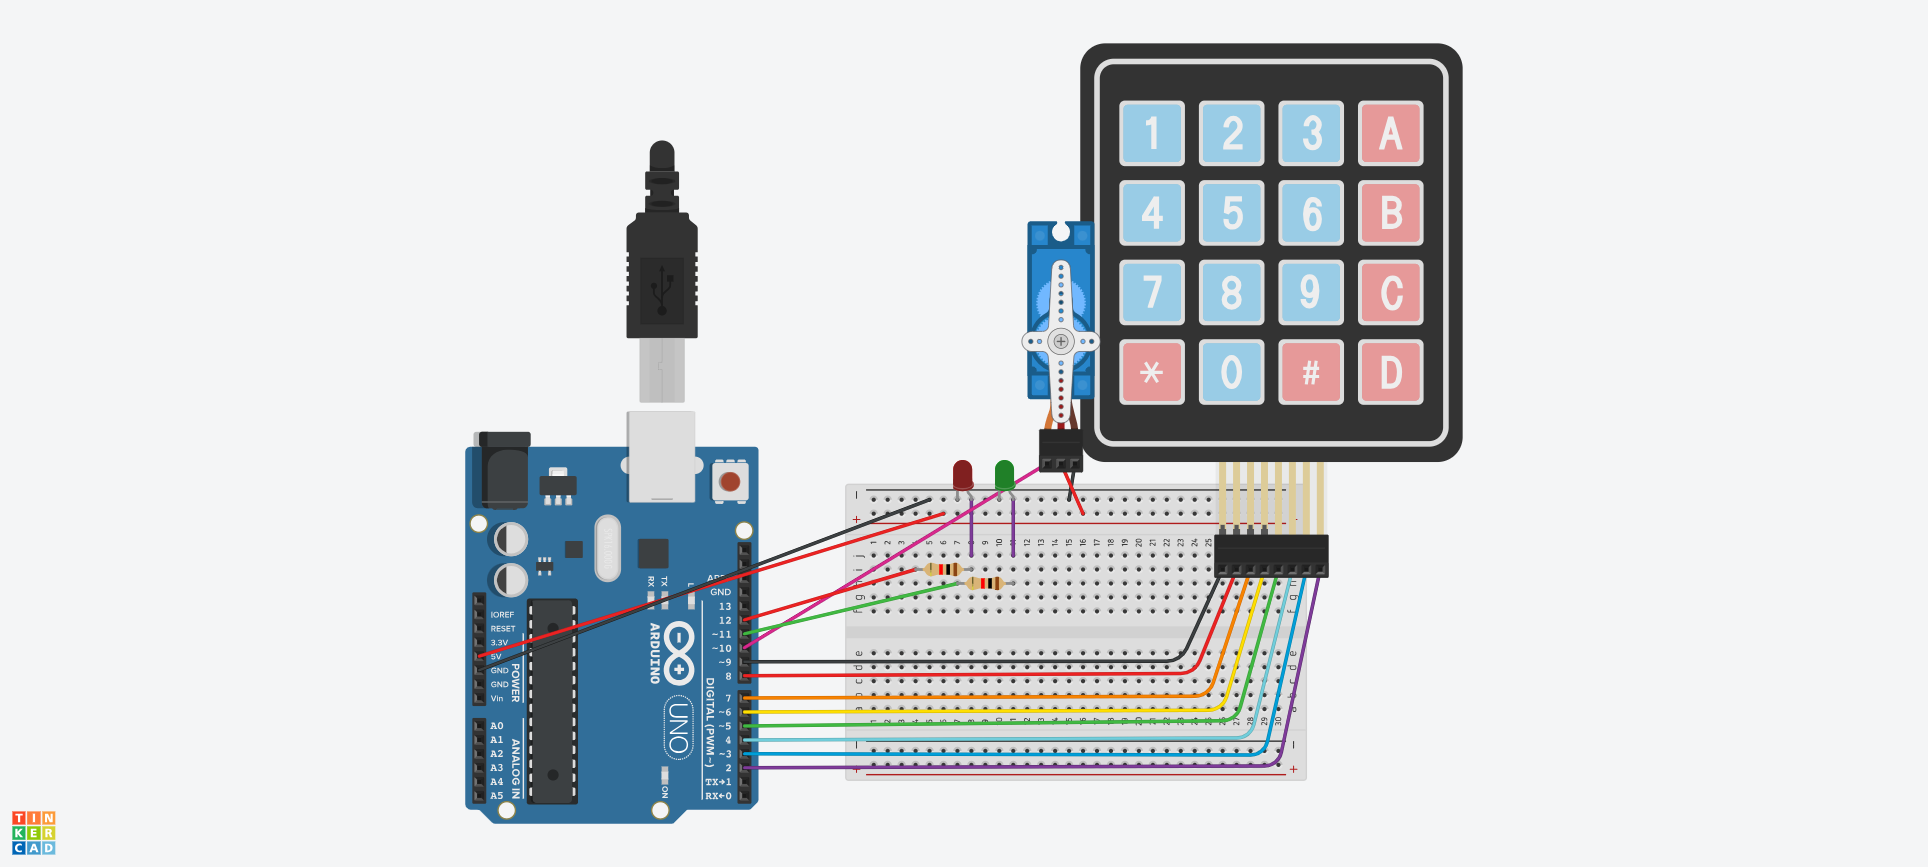 1 2 3 A
4 5 6 B
7 8 9 C
* 0 # D
GND
13
12
~11
~10
~9
8
7
~6
~5
4
~3
2
TX→1
RX←0
DIGITAL (PWM ~)
IOREF
RESET
3.3V
5V
GND
GND
Vin
POWER
A0
A1
A2
A3
A4
A5
ANALOG IN
RX
TX
L
ARDUINO
UNO
ON
TIN
KER
CAD